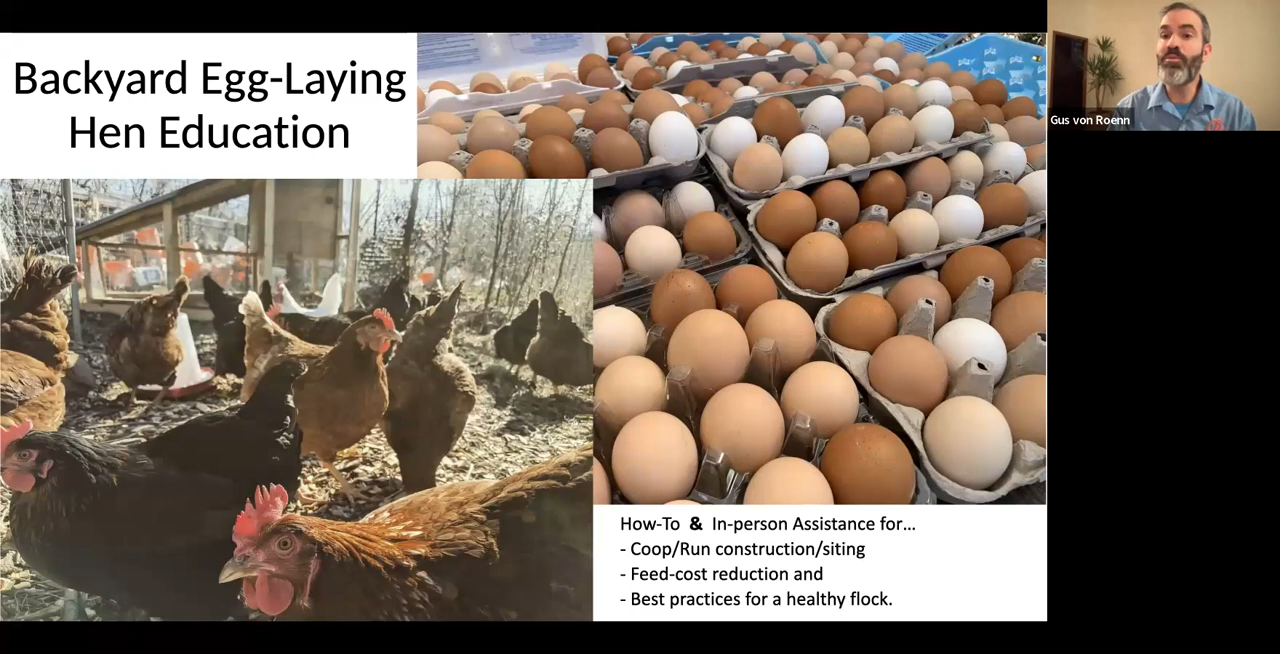 Backyard Egg-Laying
Hen Education
Gus von Roenn
How-To & In-person Assistance for…
- Coop/Run construction/siting
- Feed-cost reduction and
- Best practices for a healthy flock.